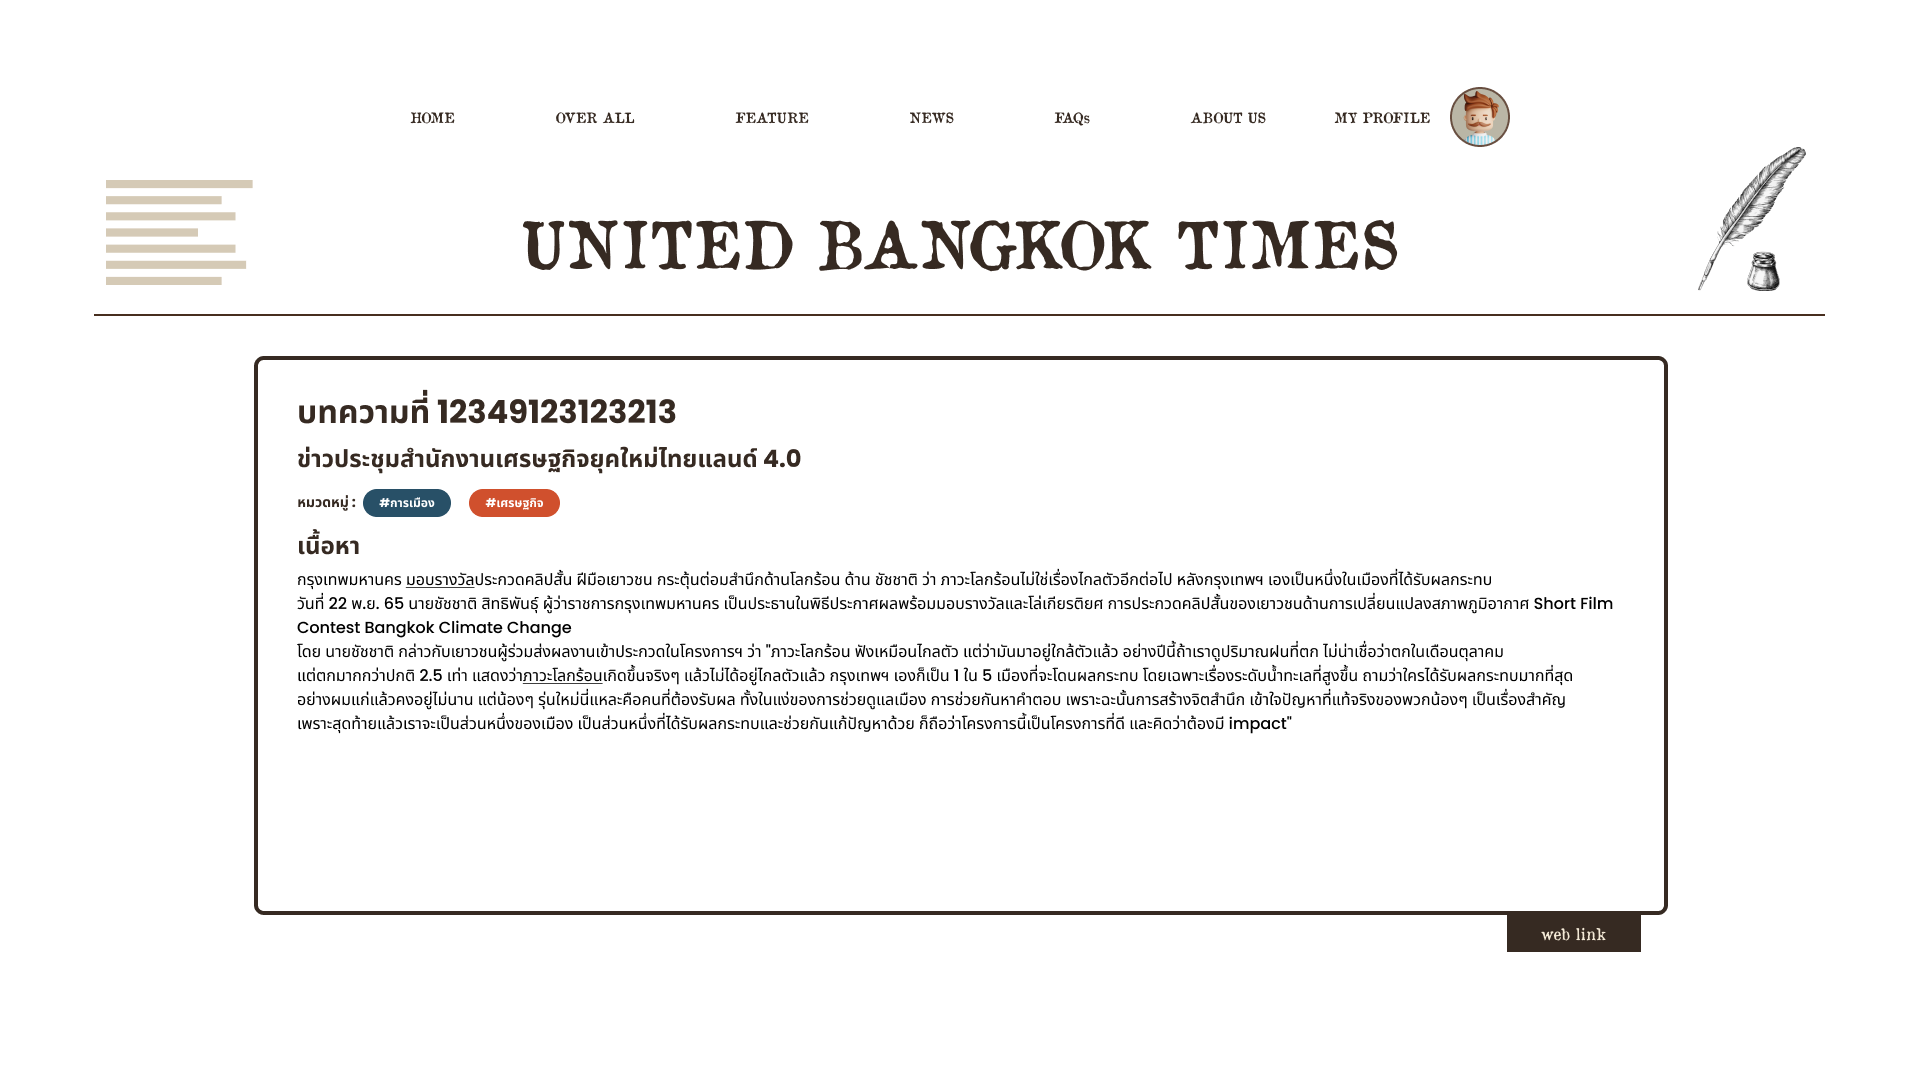 HOME OVER ALL FEATURE NEWS FAQs ABOUT US MY PROFILE
UNITED BANGKOK TIMES
บทความที่ 12349123123213
ข่าวประชุมสำนักงานเศรษฐกิจยุคใหม่ไทยแลนด์ 4.0
หมวดหมู่ : #การเมือง #เศรษฐกิจ
เนื้อหา
กรุงเทพมหานคร มอบรางวัลประกวดคลิปสั้น ฝีมือเยาวชน กระตุ้นต่อมสำนึกด้านโลกร้อน ด้าน ชัชชาติ ว่า ภาวะโลกร้อนไม่ใช่เรื่องไกลตัวอีกต่อไป หลังกรุงเทพฯ เองเป็นหนึ่งในเมืองที่ได้รับผลกระทบ
วันที่ 22 พ.ย. 65 นายชัชชาติ สิทธิพันธุ์ ผู้ว่าราชการกรุงเทพมหานคร เป็นประธานในพิธีประกาศผลพร้อมมอบรางวัลและโล่เกียรติยศ การประกวดคลิปสั้นของเยาวชนด้านการเปลี่ยนแปลงสภาพภูมิอากาศ Short Film
Contest Bangkok Climate Change
โดย นายชัชชาติ กล่าวกับเยาวชนผู้ร่วมส่งผลงานเข้าประกวดในโครงการฯ ว่า "ภาวะโลกร้อน ฟังเหมือนไกลตัว แต่ว่ามันมาอยู่ใกล้ตัวแล้ว อย่างปีนี้ถ้าเราดูปริมาณฝนที่ตก ไม่น่าเชื่อว่าตกในเดือนตุลาคม
แต่ตกมากกว่าปกติ 2.5 เท่า แสดงว่าภาวะโลกร้อนเกิดขึ้นจริงๆ แล้วไม่ได้อยู่ไกลตัวแล้ว กรุงเทพฯ เองก็เป็น 1 ใน 5 เมืองที่จะโดนผลกระทบ โดยเฉพาะเรื่องระดับน้ำทะเลที่สูงขึ้น ถามว่าใครได้รับผลกระทบมากที่สุด
อย่างผมแก่แล้วคงอยู่ไม่นาน แต่น้องๆ รุ่นใหม่นี่แหละคือคนที่ต้องรับผล ทั้งในแง่ของการช่วยดูแลเมือง การช่วยกันหาคำตอบ เพราะฉะนั้นการสร้างจิตสำนึก เข้าใจปัญหาที่แท้จริงของพวกน้องๆ เป็นเรื่องสำคัญ
เพราะสุดท้ายแล้วเราจะเป็นส่วนหนึ่งของเมือง เป็นส่วนหนึ่งที่ได้รับผลกระทบและช่วยกันแก้ปัญหาด้วย ก็ถือว่าโครงการนี้เป็นโครงการที่ดี และคิดว่าต้องมี impact"
web link